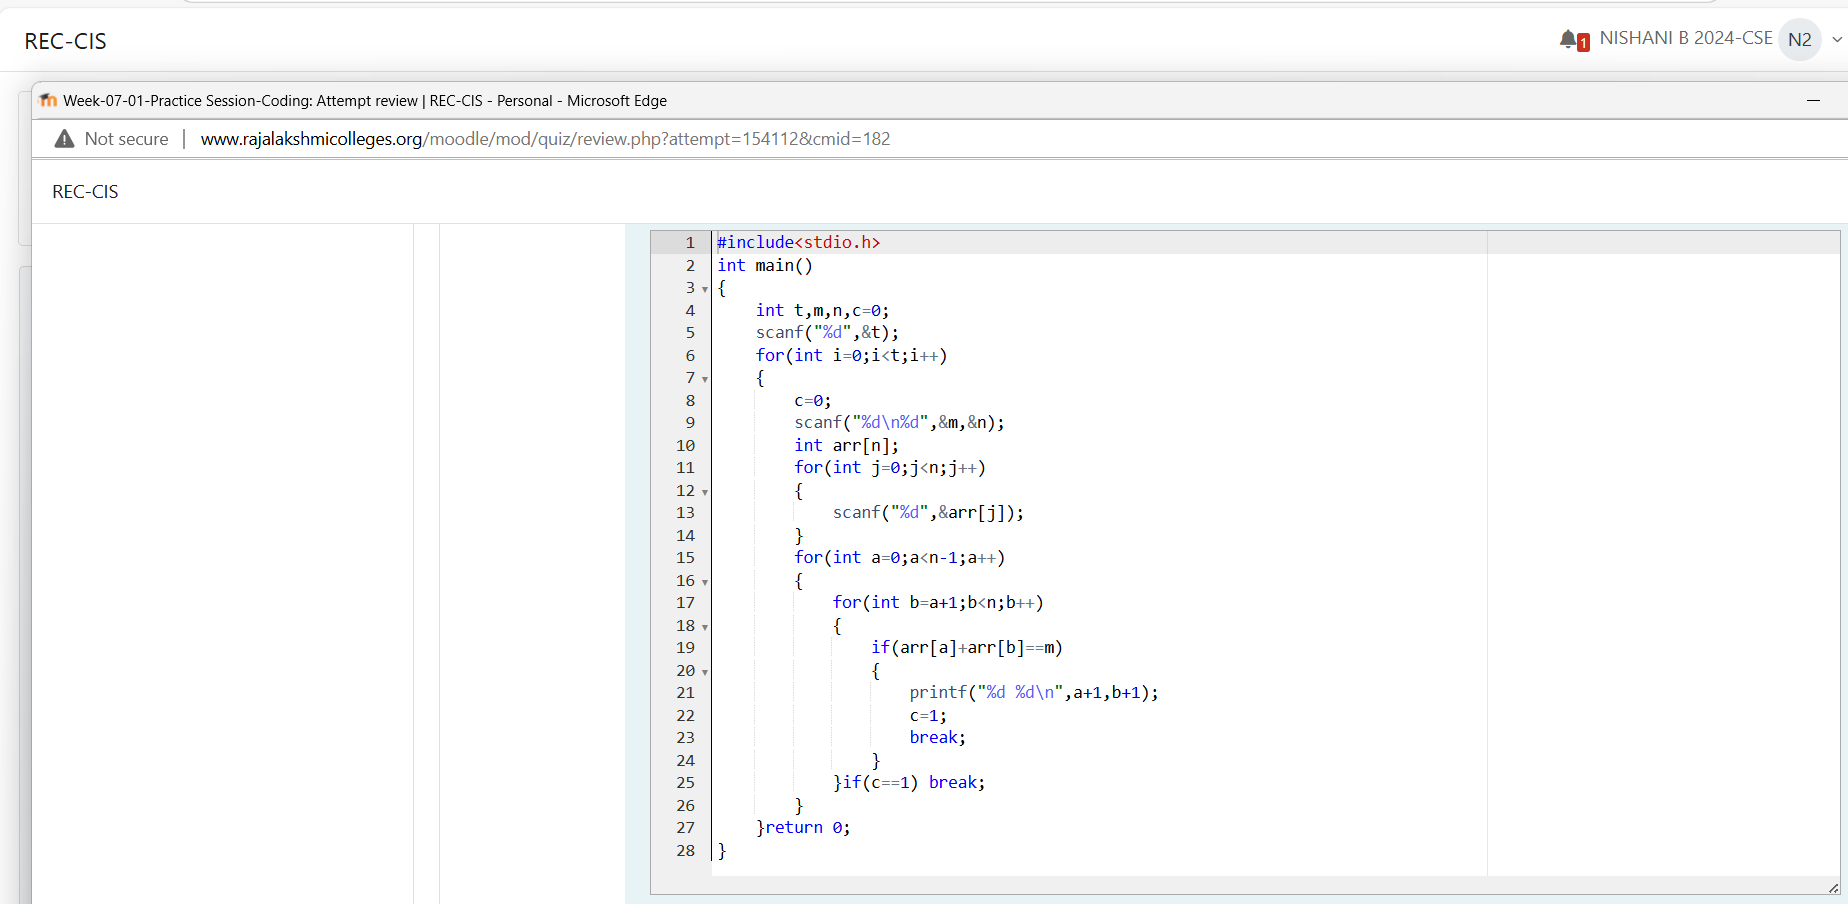 REC-CIS
1 NISHANI B 2024-CSE N2
Week-07-01-Practice Session-Coding: Attempt review | REC-CIS - Personal - Microsoft Edge
Not secure | www.rajalakshmicolleges.org/moodle/mod/quiz/review.php?attempt=154112&cmid=182
REC-CIS
1 #include<stdio.h>
2 int main()
3 {
4     int t,m,n,c=0;
5     scanf("%d",&t);
6     for(int i=0;i<t;i++)
7     {
8         c=0;
9         scanf("%d\n%d",&m,&n);
10         int arr[n];
11         for(int j=0;j<n;j++)
12         {
13             scanf("%d",&arr[j]);
14         }
15         for(int a=0;a<n-1;a++)
16         {
17             for(int b=a+1;b<n;b++)
18             {
19                 if(arr[a]+arr[b]==m)
20                 {
21                     printf("%d %d\n",a+1,b+1);
22                     c=1;
23                     break;
24                 }
25             }if(c==1) break;
26         }
27     }return 0;
28 }